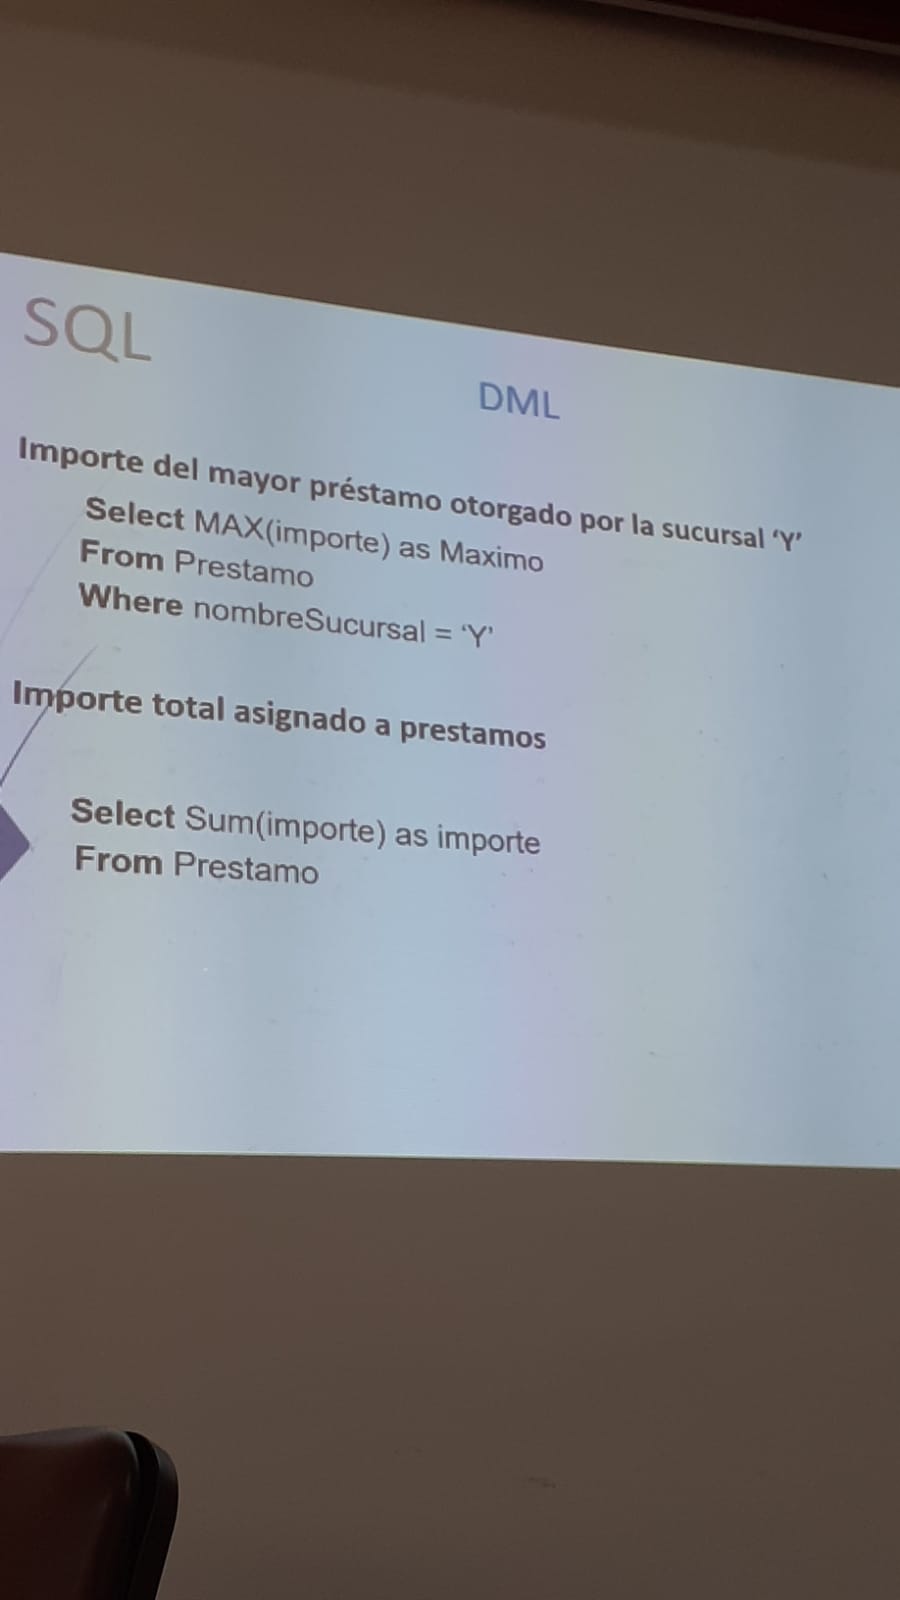 SQL
DML
Importe del mayor préstamo otorgado por la sucursal ‘Y’
Select MAX(importe) as Maximo
From Prestamo
Where nombreSucursal = ‘Y’
Importe total asignado a prestamos
Select Sum(importe) as importe
From Prestamo